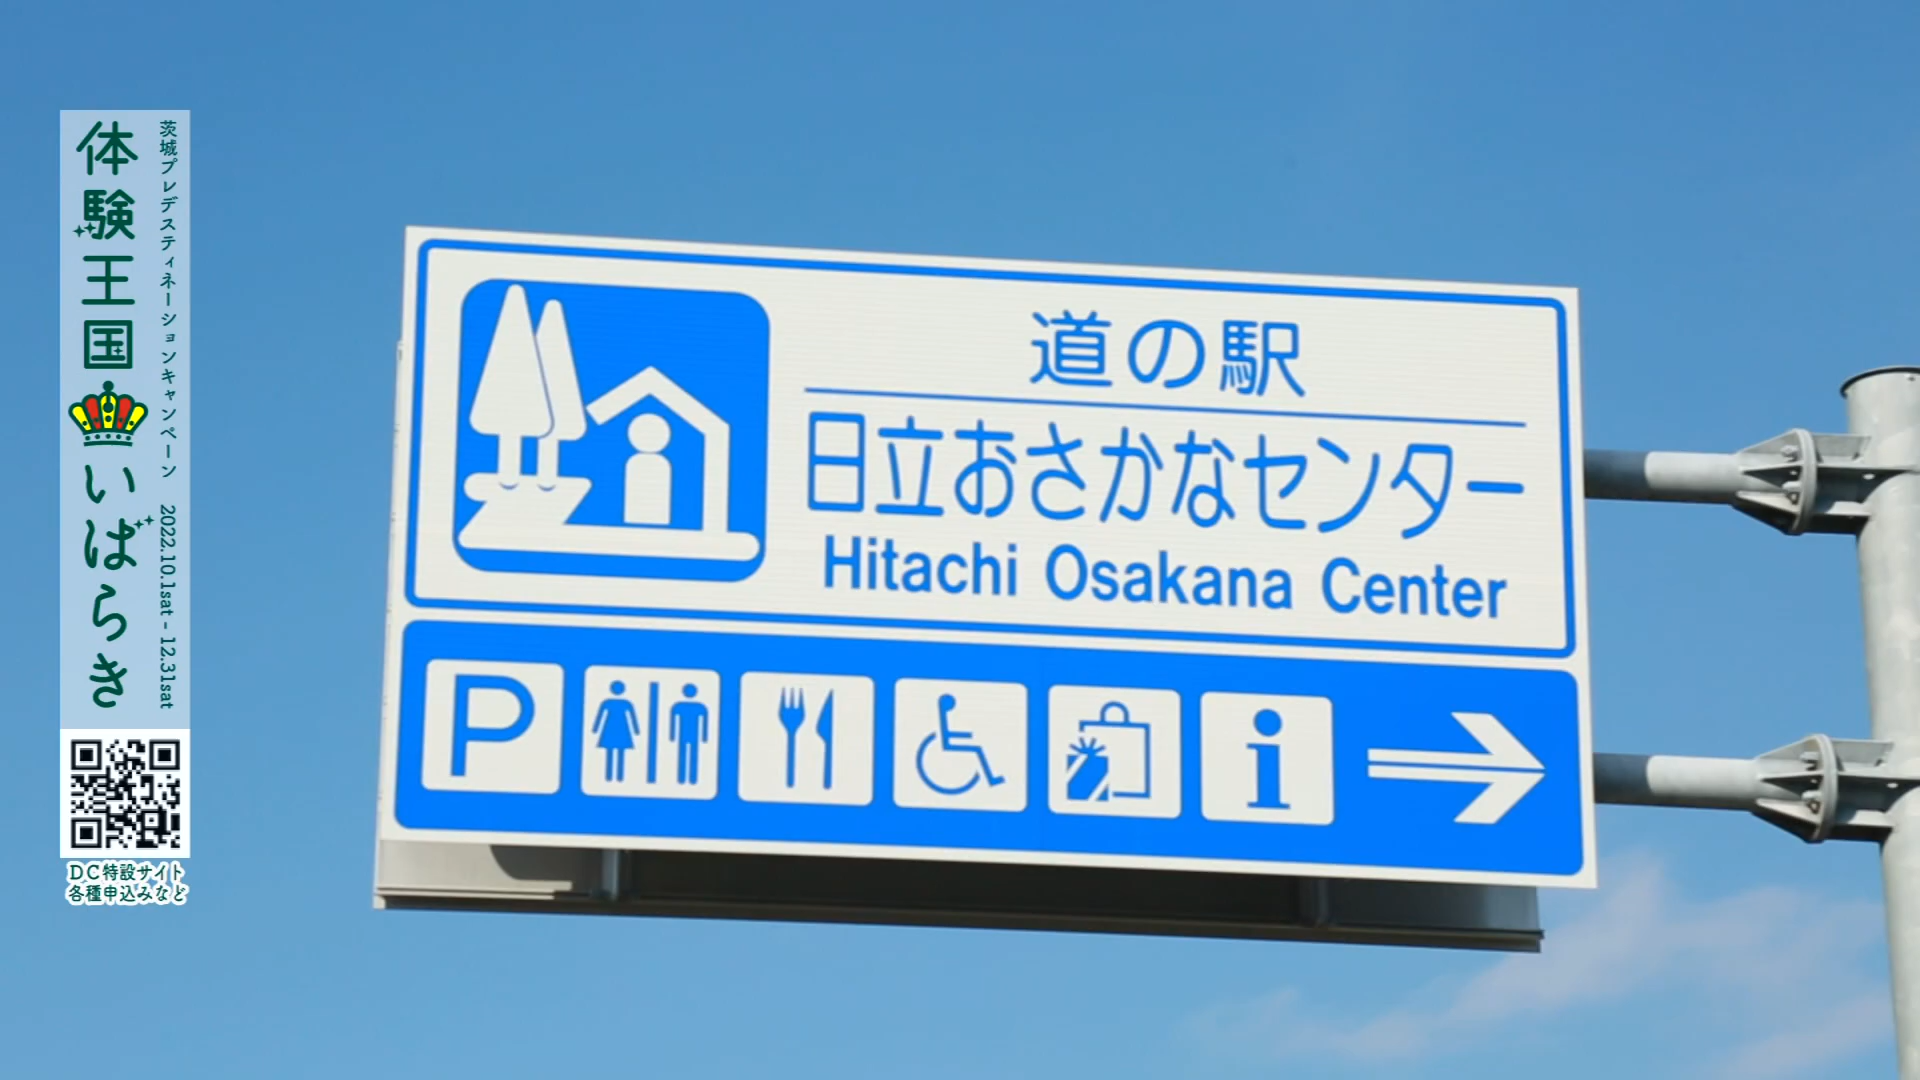 茨城プレデスティネーションキャンペーン 2022.10.1sat - 12.31sat
体験王国いばらき
DC特設サイト
各種申込みなど
道の駅
日立おさかなセンター
Hitachi Osakana Center
P
i